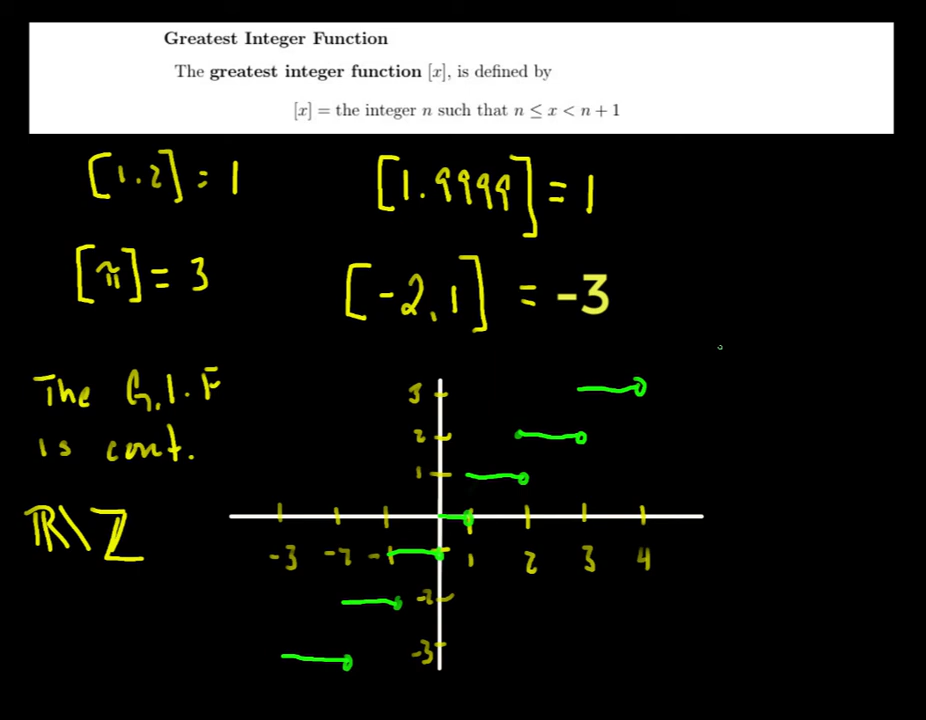 Greatest Integer Function
The greatest integer function [x], is defined by
[x] = the integer n such that n ≤ x < n + 1
[1.2] = 1
[1.9999] = 1
[π] = 3
[-2.1] = -3
The G.I.F
is cont.
ℝ\ℤ
3
2
1
-3 -2 -1 1 2 3 4
-2
-3